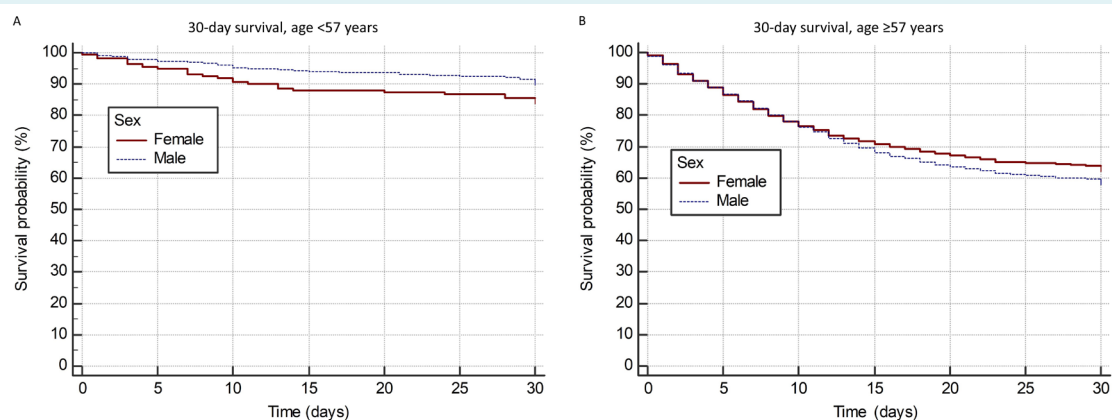 A
30-day survival, age <57 years
100
90
80
70
60
50
40
30
20
10
0
Survival probability (%)
Sex
Female
Male
0 5 10 15 20 25 30
Time (days)
B
30-day survival, age ≥57 years
100
90
80
70
60
50
40
30
20
10
0
Survival probability (%)
Sex
Female
Male
0 5 10 15 20 25 30
Time (days)